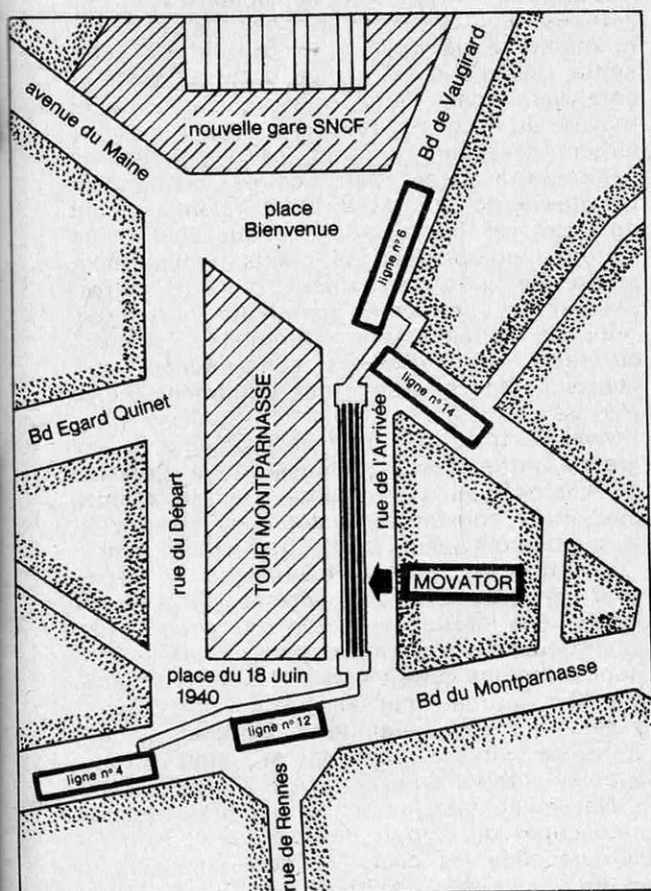 avenue du Maine
nouvelle gare SNCF
Bd de Vaugirard
place
Bienvenue
ligne n° 6
ligne n° 14
Bd Egard Quinet
TOUR MONTPARNASSE
rue de l'Arrivée
rue du Départ
MOVATOR
place du 18 Juin
1940
Bd du Montparnasse
ligne n° 12
ligne n° 4
rue de Rennes